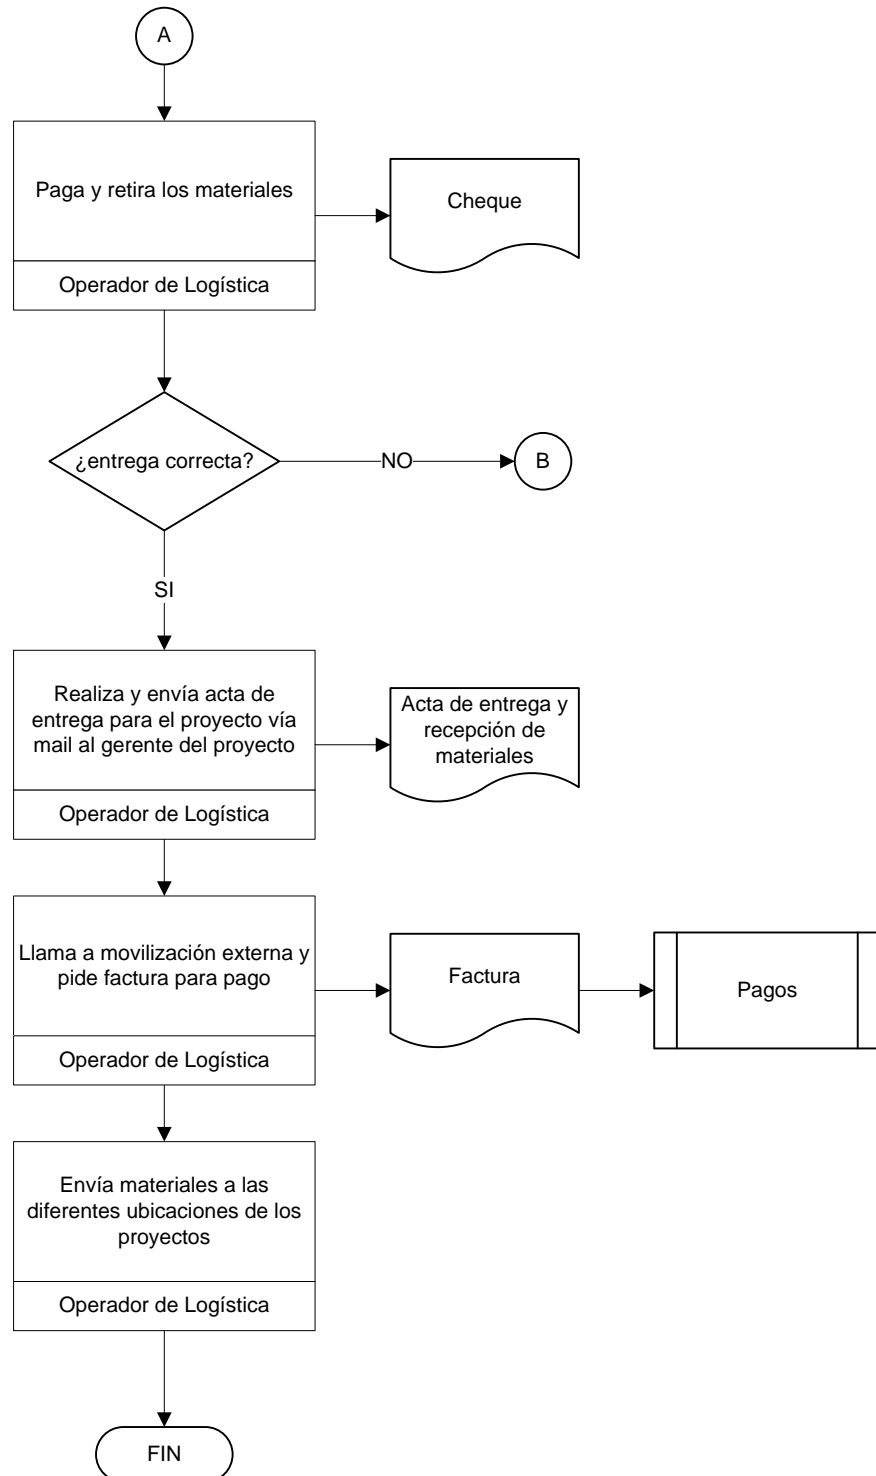 A
Paga y retira los materiales
Cheque
Operador de Logística
¿entrega correcta?
NO
B
SI
Realiza y envía acta de
entrega para el proyecto vía
mail al gerente del proyecto
Acta de entrega y
recepción de
materiales
Operador de Logística
Llama a movilización externa y
pide factura para pago
Factura
Pagos
Operador de Logística
Envía materiales a las
diferentes ubicaciones de los
proyectos
Operador de Logística
FIN